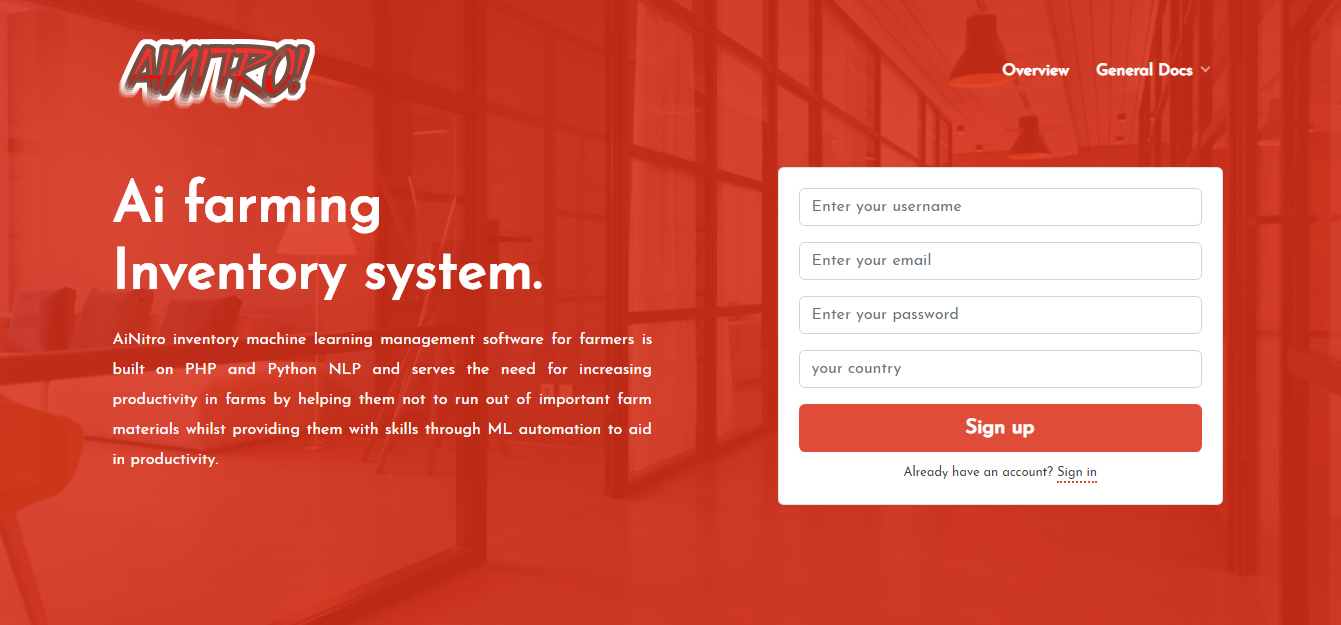 AINITRO!
Overview
General Docs
Ai farming
Inventory system.
AiNitro inventory machine learning management software for farmers is
built on PHP and Python NLP and serves the need for increasing
productivity in farms by helping them not to run out of important farm
materials whilst providing them with skills through ML automation to aid
in productivity.
Enter your username
Enter your email
Enter your password
your country
Sign up
Already have an account? Sign in